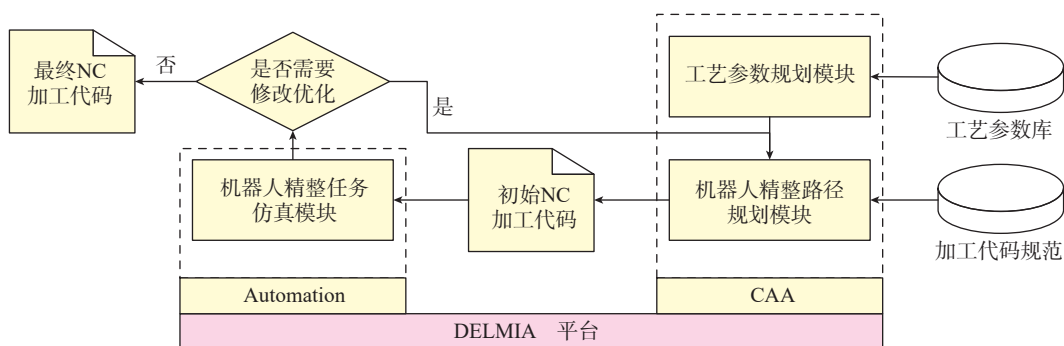 最终NC
加工代码
否
是否需要
修改优化
是
工艺参数规划模块
工艺参数库
机器人精整任务
仿真模块
初始NC
加工代码
机器人精整路径
规划模块
加工代码规范
Automation
CAA
DELMIA 平台